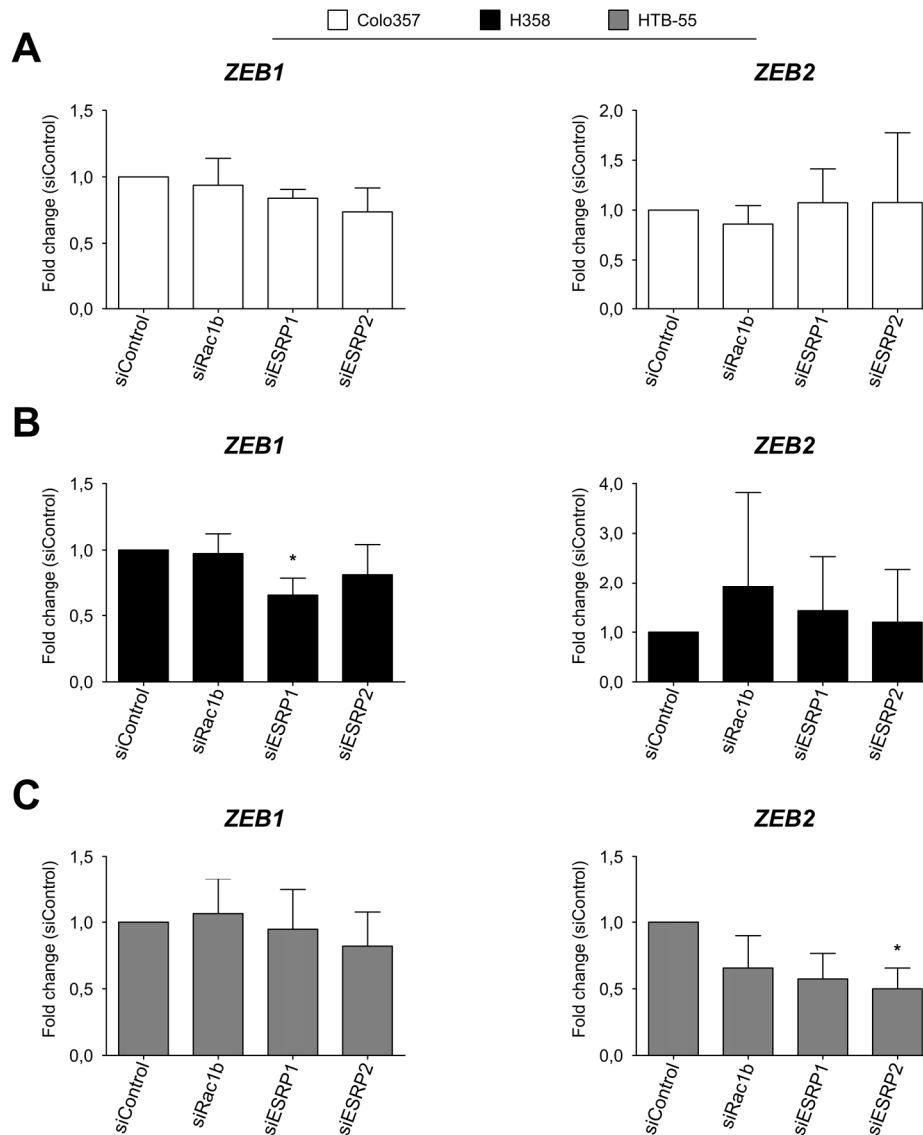 Colo357 H358 HTB-55
A
ZEB1
Fold change (siControl)
1,5
1,0
0,5
0,0
siControl
siRac1b
siESRP1
siESRP2
ZEB2
Fold change (siControl)
2,0
1,5
1,0
0,5
0,0
siControl
siRac1b
siESRP1
siESRP2
B
ZEB1
Fold change (siControl)
1,5
1,0
0,5
0,0
*
siControl
siRac1b
siESRP1
siESRP2
ZEB2
Fold change (siControl)
4,0
3,0
2,0
1,0
0,0
siControl
siRac1b
siESRP1
siESRP2
C
ZEB1
Fold change (siControl)
1,5
1,0
0,5
0,0
siControl
siRac1b
siESRP1
siESRP2
ZEB2
Fold change (siControl)
1,5
1,0
0,5
0,0
*
siControl
siRac1b
siESRP1
siESRP2